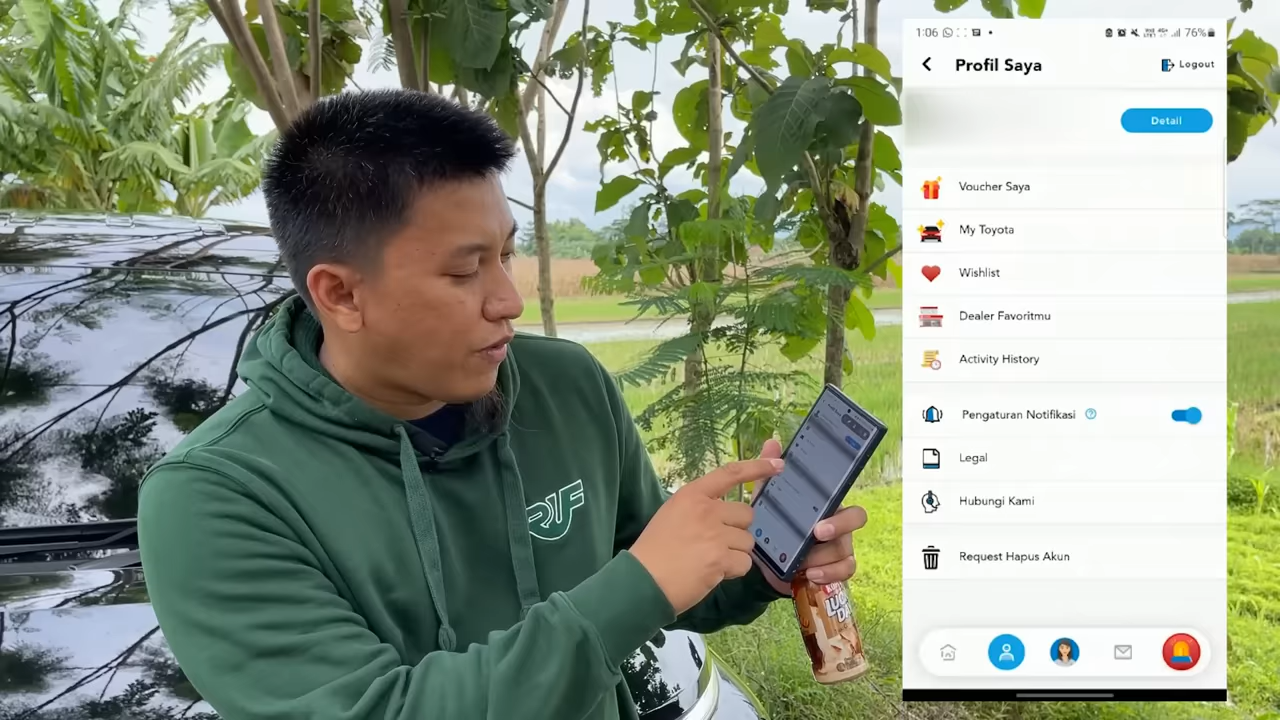 1:06
76%
Profil Saya
Logout
Detail
Voucher Saya
My Toyota
Wishlist
Dealer Favoritmu
Activity History
Pengaturan Notifikasi
Legal
Hubungi Kami
Request Hapus Akun
RIF